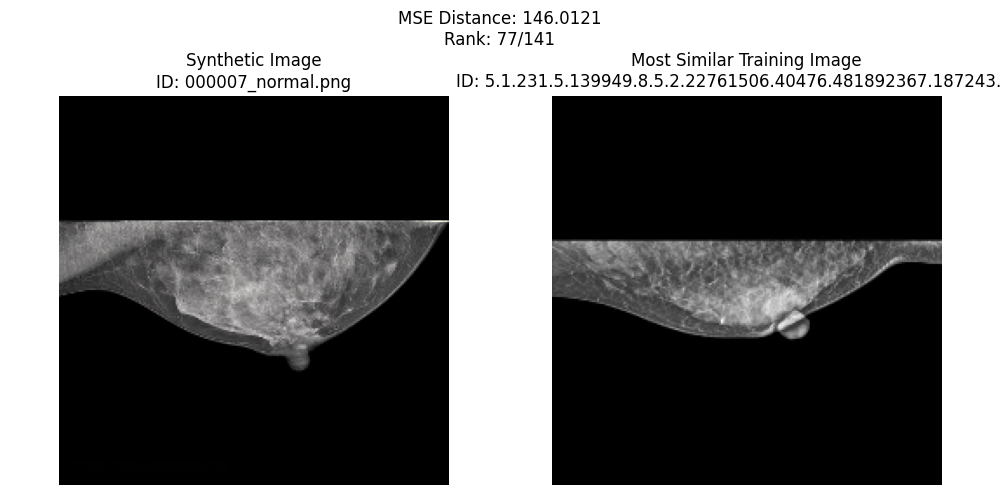 MSE Distance: 146.0121
Rank: 77/141
Synthetic Image
ID: 000007_normal.png
Most Similar Training Image
ID: 5.1.231.5.139949.8.5.2.22761506.40476.481892367.187243.